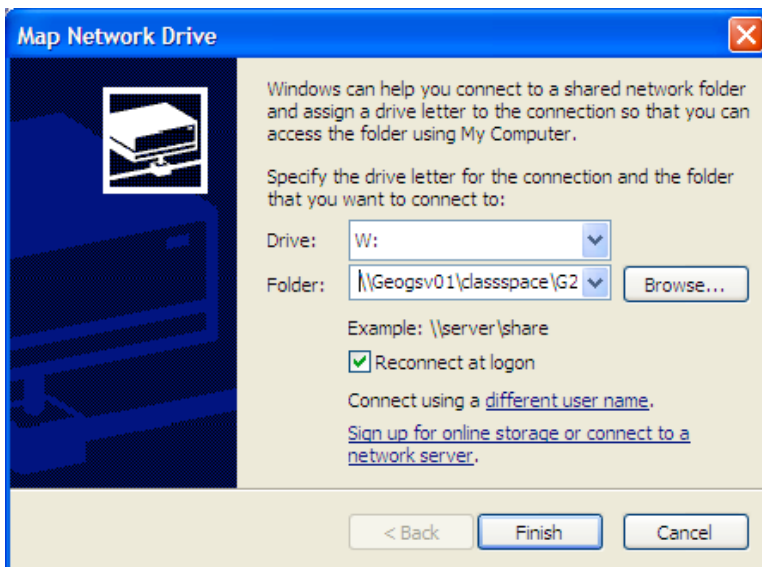 Map Network Drive
Windows can help you connect to a shared network folder
and assign a drive letter to the connection so that you can
access the folder using My Computer.
Specify the drive letter for the connection and the folder
that you want to connect to:
Drive: W:
Folder: \\Geogsv01\classspace\G2 Browse...
Example: \\server\share
Reconnect at logon
Connect using a different user name.
Sign up for online storage or connect to a
network server.
< Back Finish Cancel